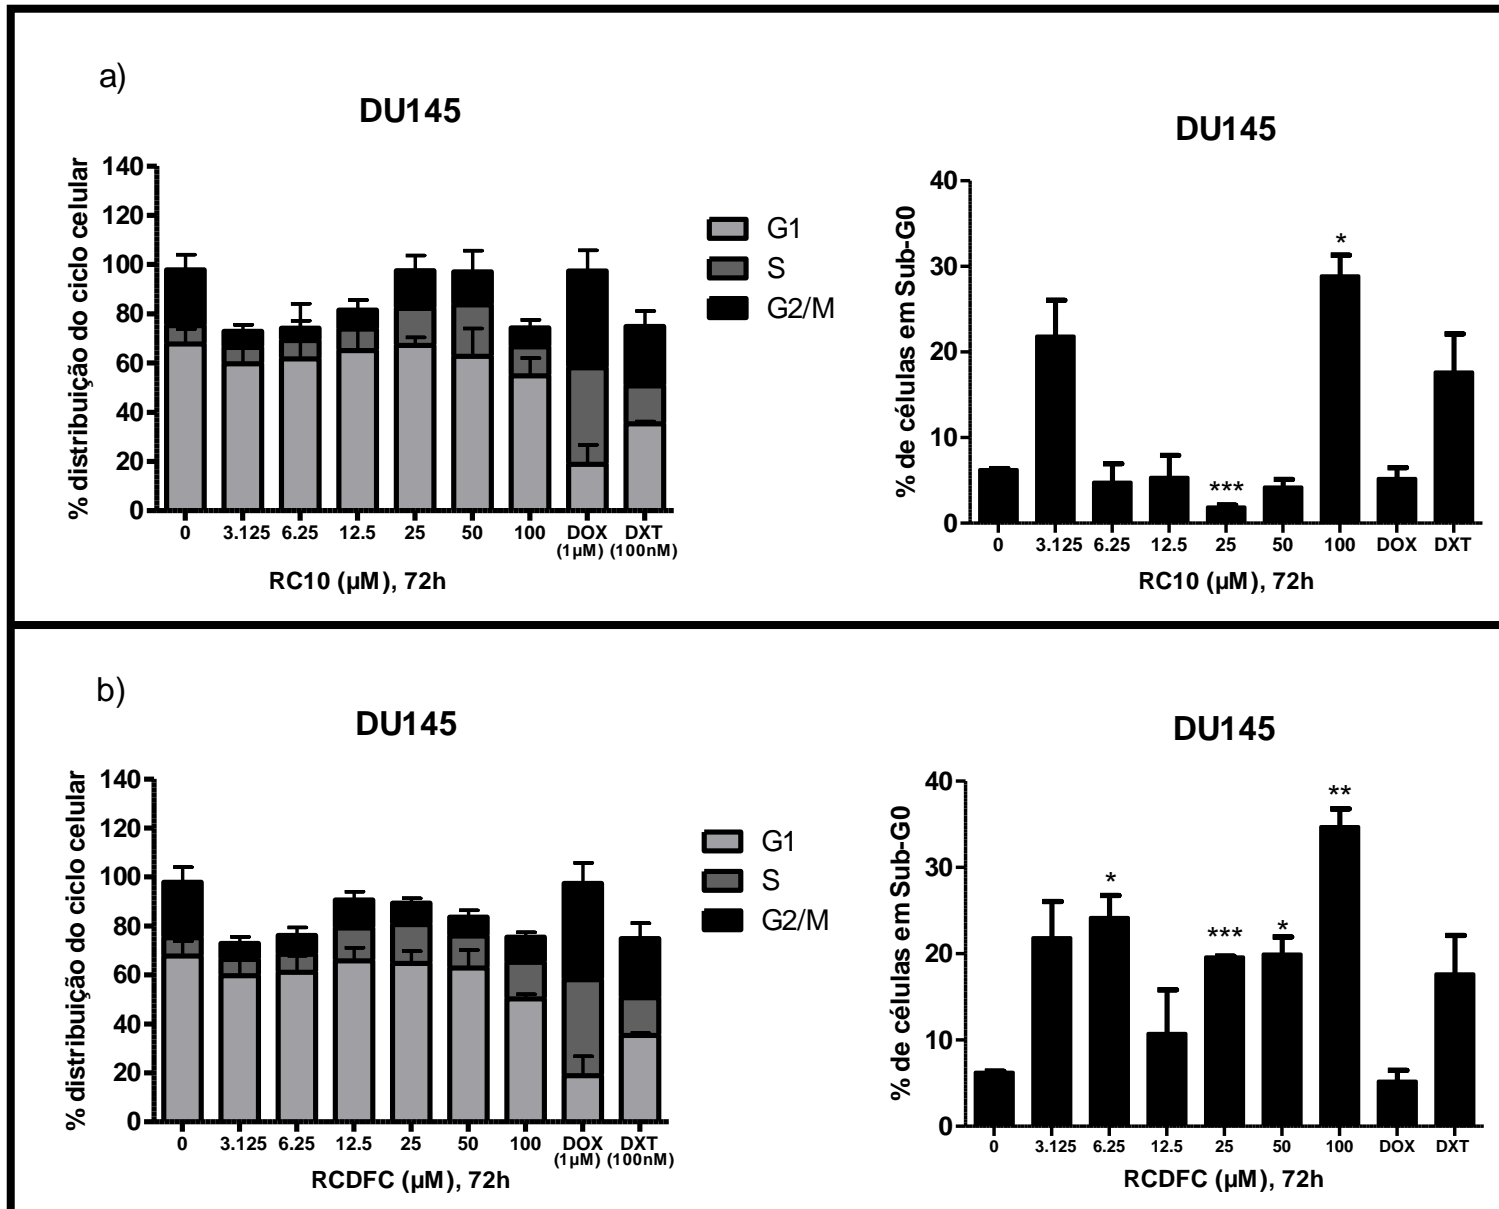 a)
DU145
% distribuição do ciclo celular
140
120
100
80
60
40
20
0
0 3.125 6.25 12.5 25 50 100 DOX DXT
(1µM) (100nM)
RC10 (µM), 72h
G1
S
G2/M
DU145
% de células em Sub-G0
40
30
20
10
0
*
***
0 3.125 6.25 12.5 25 50 100 DOX DXT
RC10 (µM), 72h
b)
DU145
% distribuição do ciclo celular
140
120
100
80
60
40
20
0
0 3.125 6.25 12.5 25 50 100 DOX DXT
(1µM) (100nM)
RCDFC (µM), 72h
G1
S
G2/M
DU145
% de células em Sub-G0
40
30
20
10
0
**
*
*** *
0 3.125 6.25 12.5 25 50 100 DOX DXT
RCDFC (µM), 72h